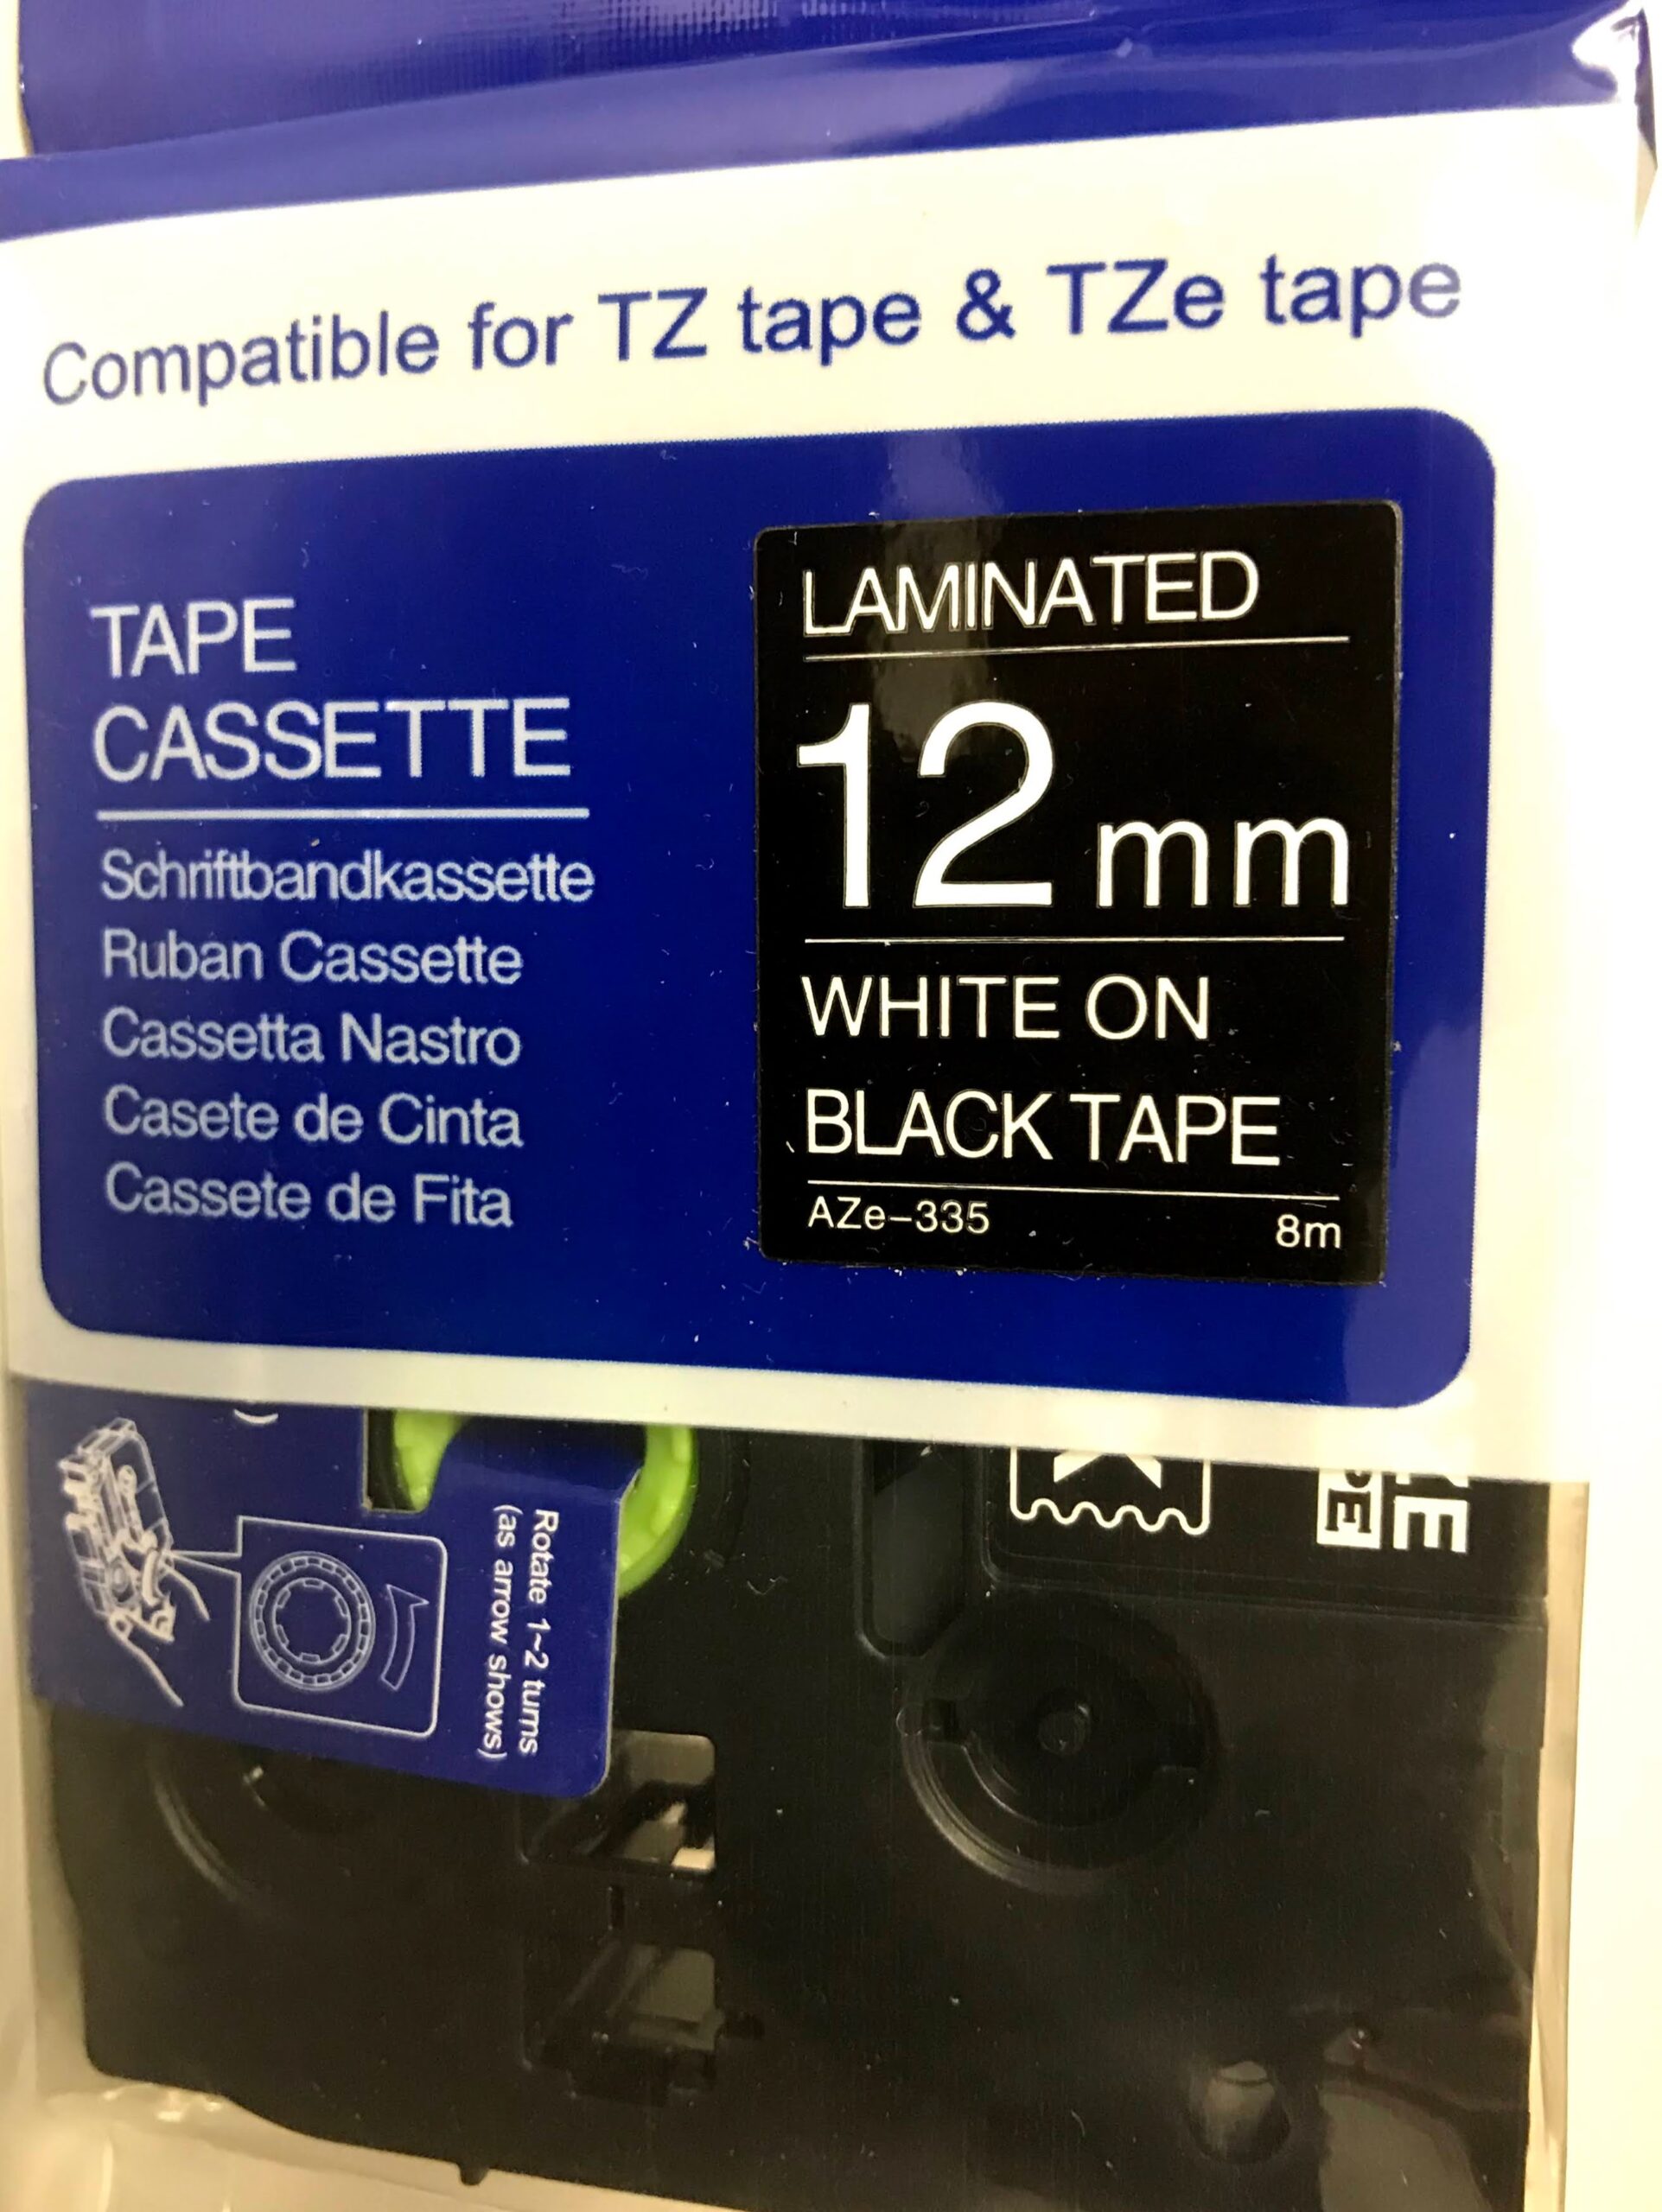 Compatible for TZ tape & TZe tape
TAPE
CASSETTE
Schriftbandkassette
Ruban Cassette
Cassetta Nastro
Casete de Cinta
Cassete de Fita
LAMINATED
12 mm
WHITE ON
BLACK TAPE
AZe-335 8m
Rotate 1~2 turns
(as arrow shows)